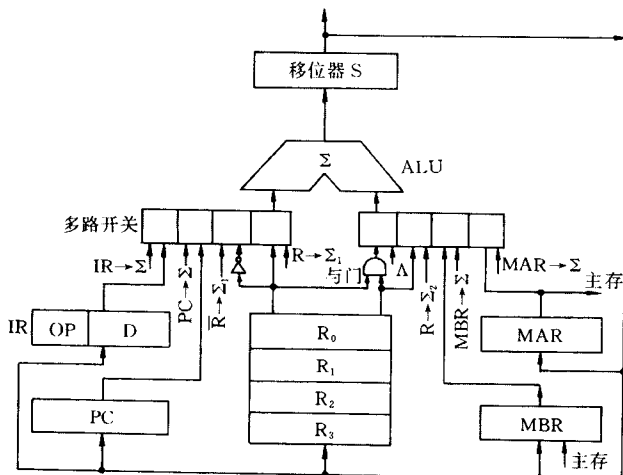 移位器 S
Σ
ALU
多路开关
IR→Σ
PC→Σ
R̅→Σ₁
R→Σ₁
与门
Λ
R→Σ₂
MBR→Σ
MAR→Σ
主存
IR
OP
D
R₀
R₁
R₂
R₃
MAR
PC
MBR
主存